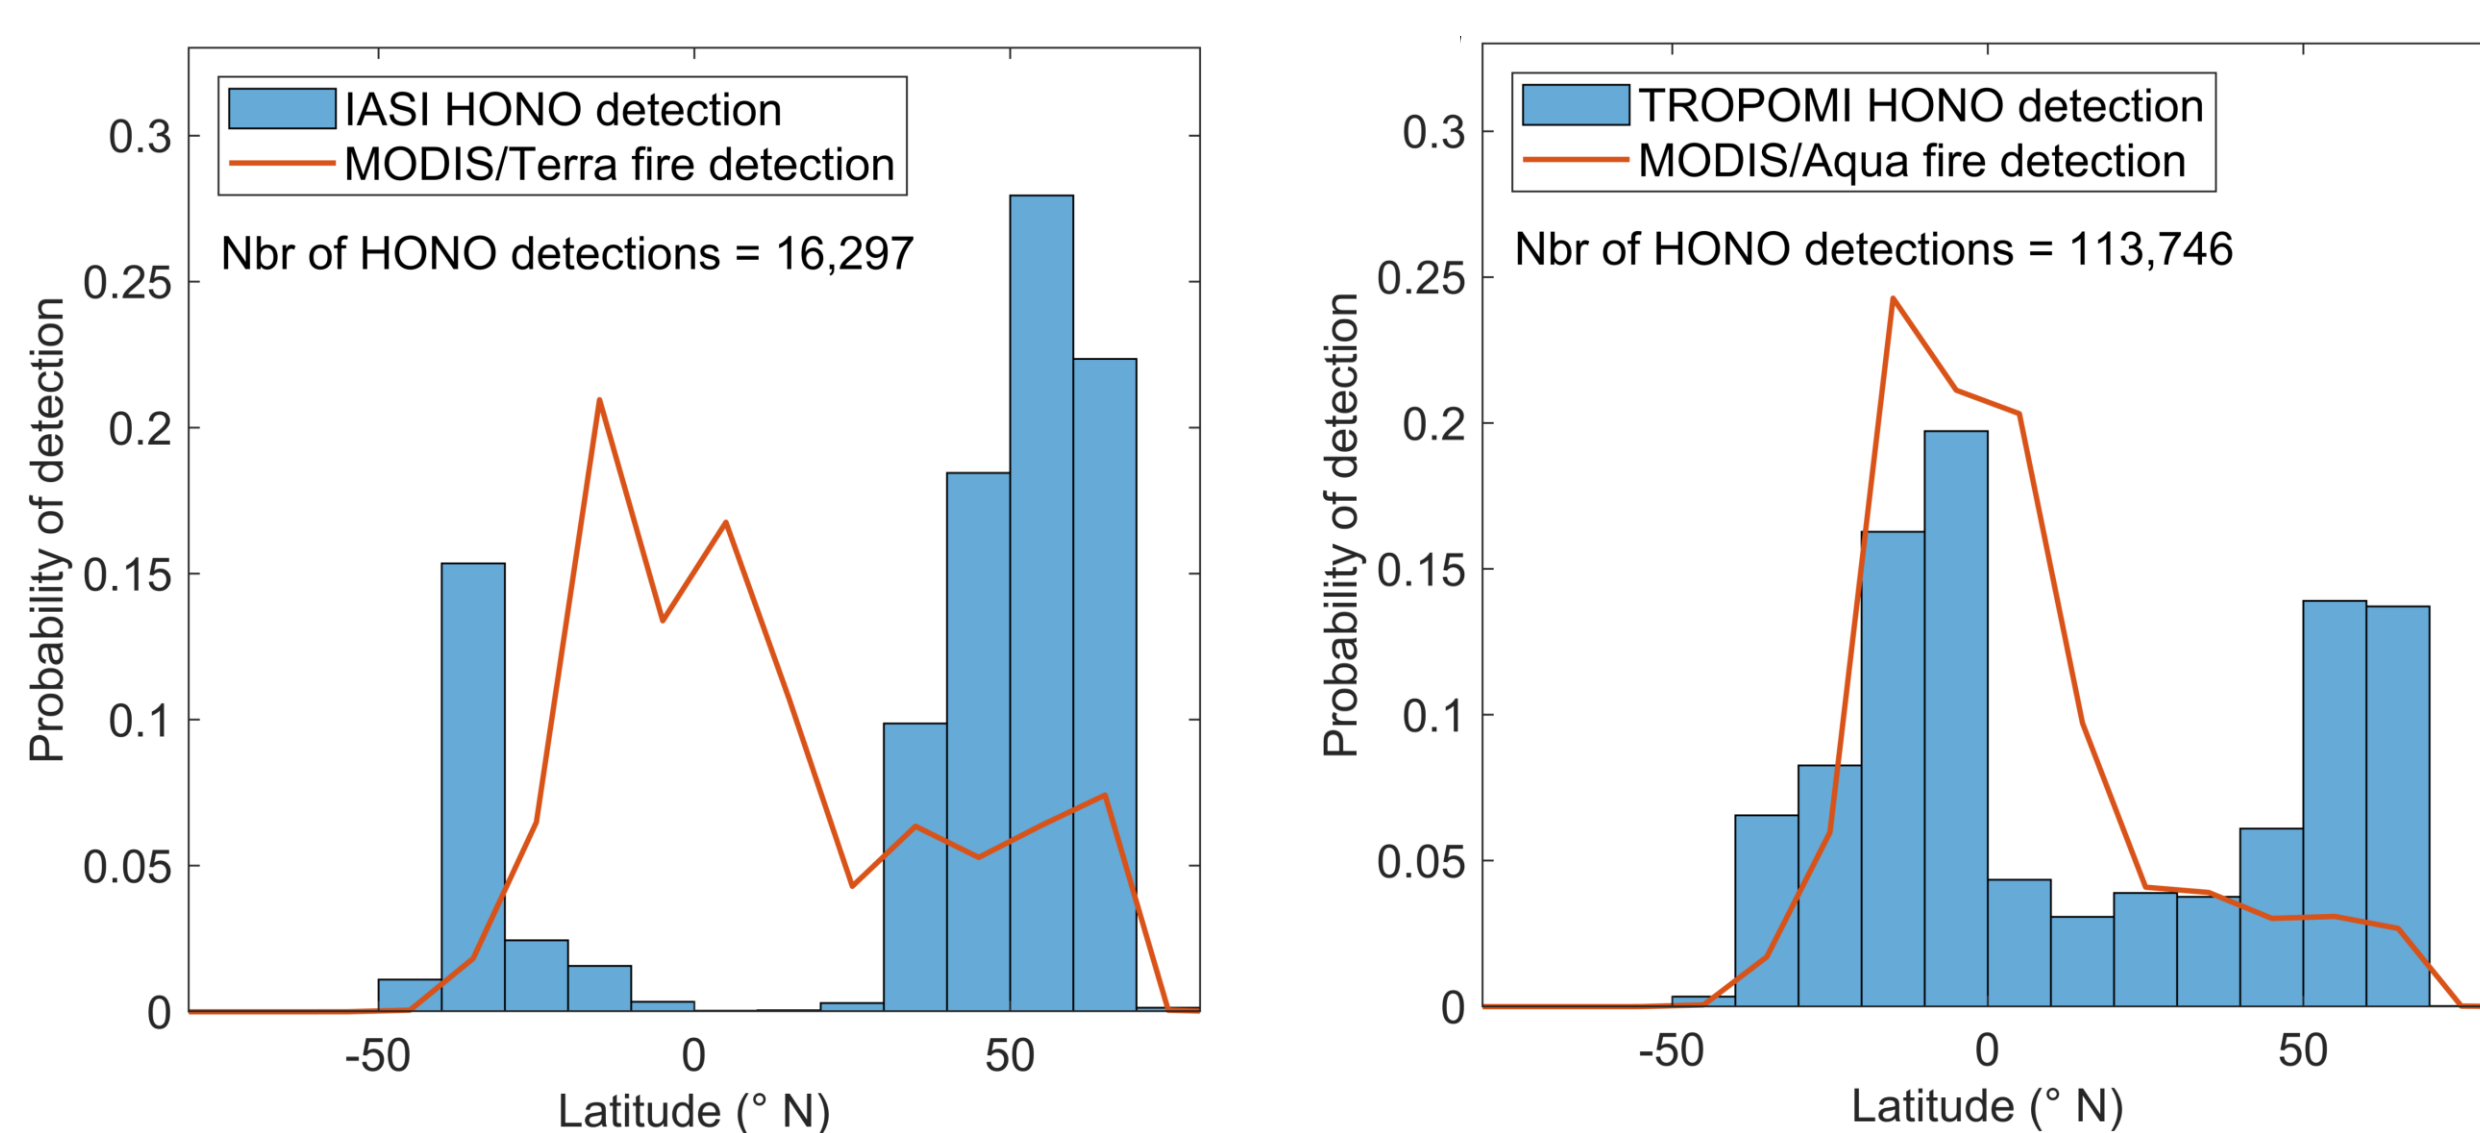 IASI HONO detection
MODIS/Terra fire detection
Nbr of HONO detections = 16,297
Probability of detection
0.3
0.25
0.2
0.15
0.1
0.05
0
-50
0
50
Latitude (° N)
TROPOMI HONO detection
MODIS/Aqua fire detection
Nbr of HONO detections = 113,746
Probability of detection
0.3
0.25
0.2
0.15
0.1
0.05
0
-50
0
50
Latitude (° N)